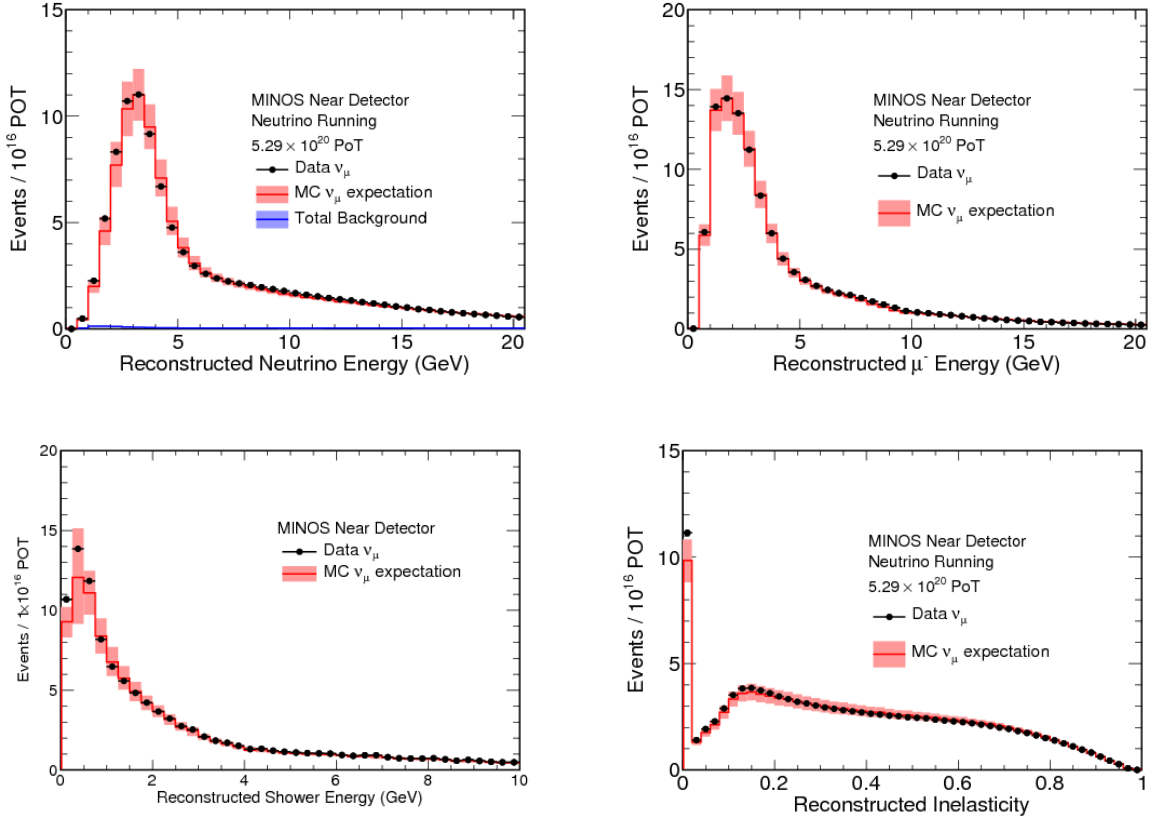 15
10
5
0
Events / 10¹⁶ POT
MINOS Near Detector
Neutrino Running
5.29 × 10²⁰ PoT
Data νμ
MC νμ expectation
Total Background
0 5 10 15 20
Reconstructed Neutrino Energy (GeV)
20
15
10
5
0
Events / 10¹⁶ POT
MINOS Near Detector
Neutrino Running
5.29 × 10²⁰ PoT
Data νμ
MC νμ expectation
0 5 10 15 20
Reconstructed μ⁻ Energy (GeV)
20
15
10
5
0
Events / 1×10¹⁶ POT
MINOS Near Detector
Data νμ
MC νμ expectation
0 2 4 6 8 10
Reconstructed Shower Energy (GeV)
15
10
5
0
Events / 10¹⁶ POT
MINOS Near Detector
Neutrino Running
5.29 × 10²⁰ PoT
Data νμ
MC νμ expectation
0 0.2 0.4 0.6 0.8 1
Reconstructed Inelasticity